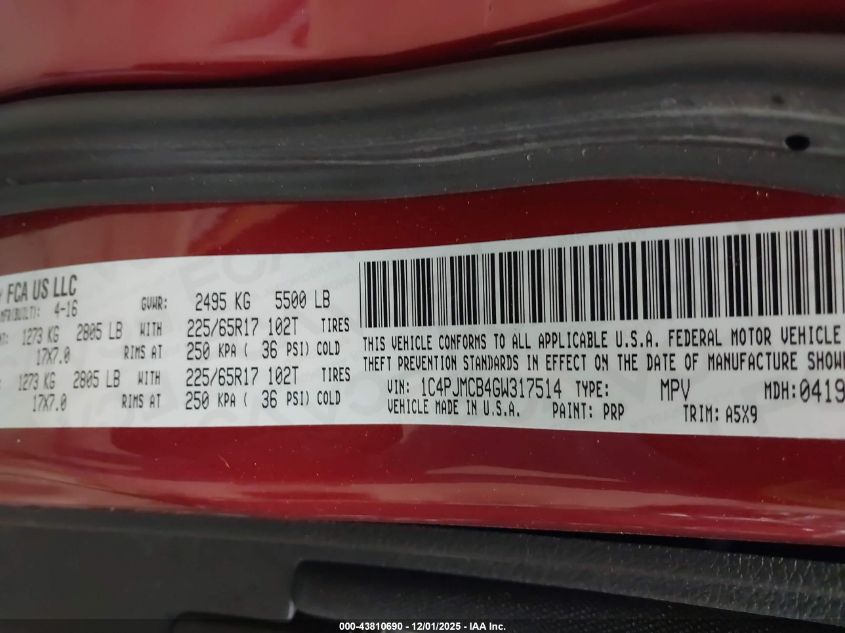 FCA US LLC
MFR(BUILT): 4-16 GVWR: 2495 KG 5500 LB
1273 KG 2805 LB WITH 225/65R17 102T TIRES
17X7.0 RIMS AT 250 KPA ( 36 PSI) COLD
1273 KG 2805 LB WITH 225/65R17 102T TIRES
17X7.0 RIMS AT 250 KPA ( 36 PSI) COLD
THIS VEHICLE CONFORMS TO ALL APPLICABLE U.S.A. FEDERAL MOTOR VEHICLE
THEFT PREVENTION STANDARDS IN EFFECT ON THE DATE OF MANUFACTURE SHOW
VIN: 1C4PJMCB4GW317514 TYPE: MPV MDH:0419
VEHICLE MADE IN U.S.A. PAINT: PRP TRIM: A5X9
000-43810690 - 12/01/2025 - IAA Inc.